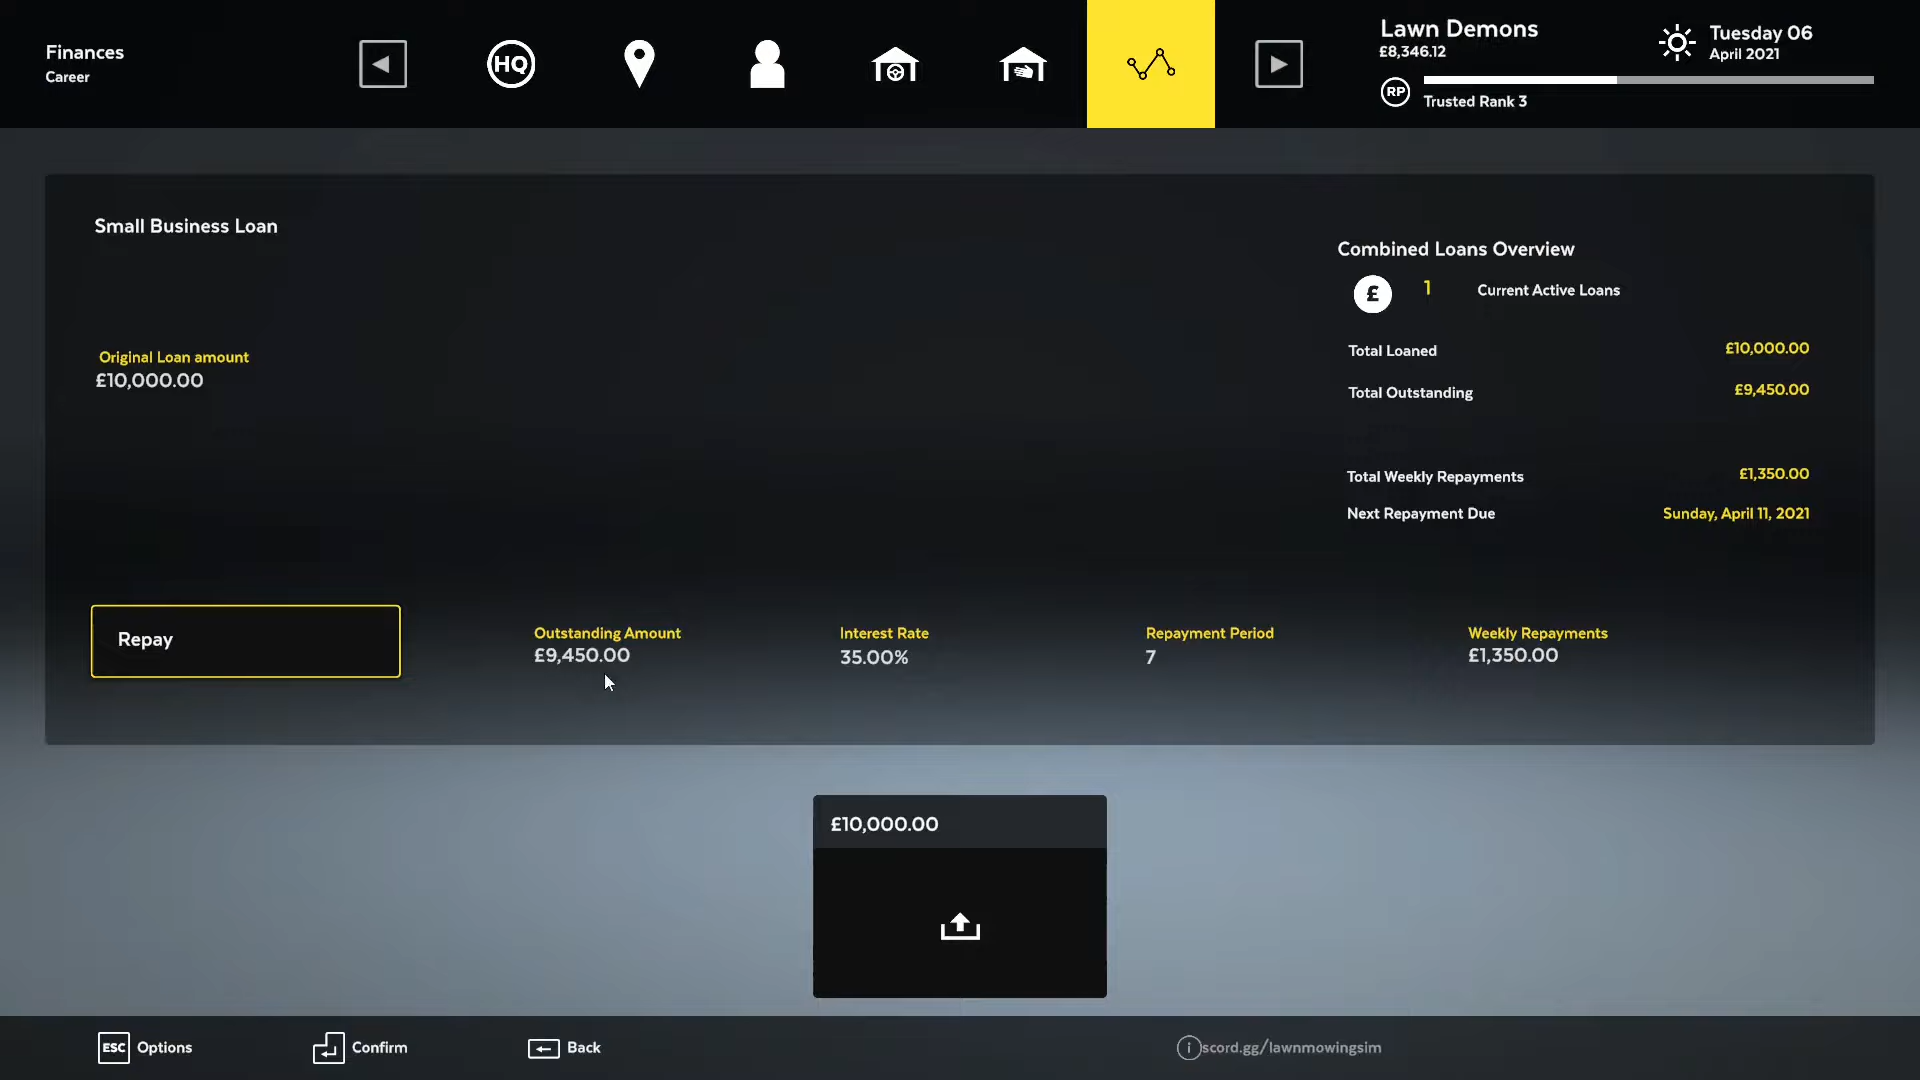 Finances
Career
HQ
Lawn Demons
£8,346.12
RP
Trusted Rank 3
Tuesday 06
April 2021
Small Business Loan
Original Loan amount
£10,000.00
Combined Loans Overview
£ 1 Current Active Loans
Total Loaned £10,000.00
Total Outstanding £9,450.00
Total Weekly Repayments £1,350.00
Next Repayment Due Sunday, April 11, 2021
Repay
Outstanding Amount
£9,450.00
Interest Rate
35.00%
Repayment Period
7
Weekly Repayments
£1,350.00
£10,000.00
ESC Options
Confirm
Back
i scord.gg/lawnmowingsim